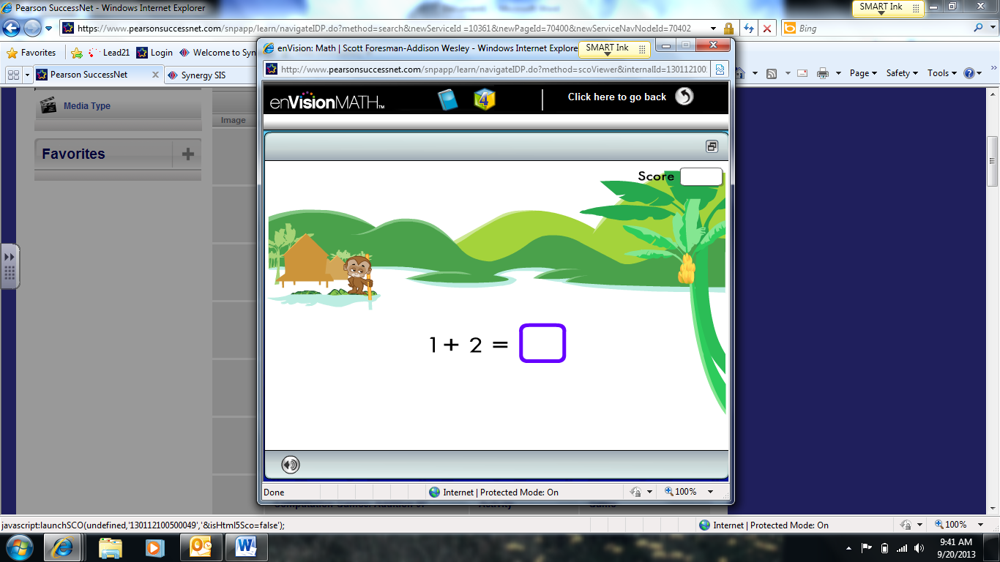 Pearson SuccessNet - Windows Internet Explorer
SMART Ink
https://www.pearsonsuccessnet.com/snpapp/learn/navigateIDP.do?method=search&newServiceId =10361&newPageId=70400&newServiceNavNodeId=70402
Bing
Favorites
Lead21
Login
Welcome to Syn
Pearson SuccessNet
Synergy SIS
Page
Safety
Tools
Media Type
Image
Favorites
enVision: Math | Scott Foresman-Addison Wesley - Windows Internet Explore
SMART Ink
http://www.pearsonsuccessnet.com/snpapp/learn/navigateIDP.do?method=scoViewer&internalId=130112100
enVisionMATH™
4
Click here to go back
Score
1 + 2 =
Done
Internet | Protected Mode: On
100%
javascript:launchSCO(undefined,'130112100500049','&isHtml5Sco=false');
Internet | Protected Mode: On
100%
9:41 AM
9/20/2013